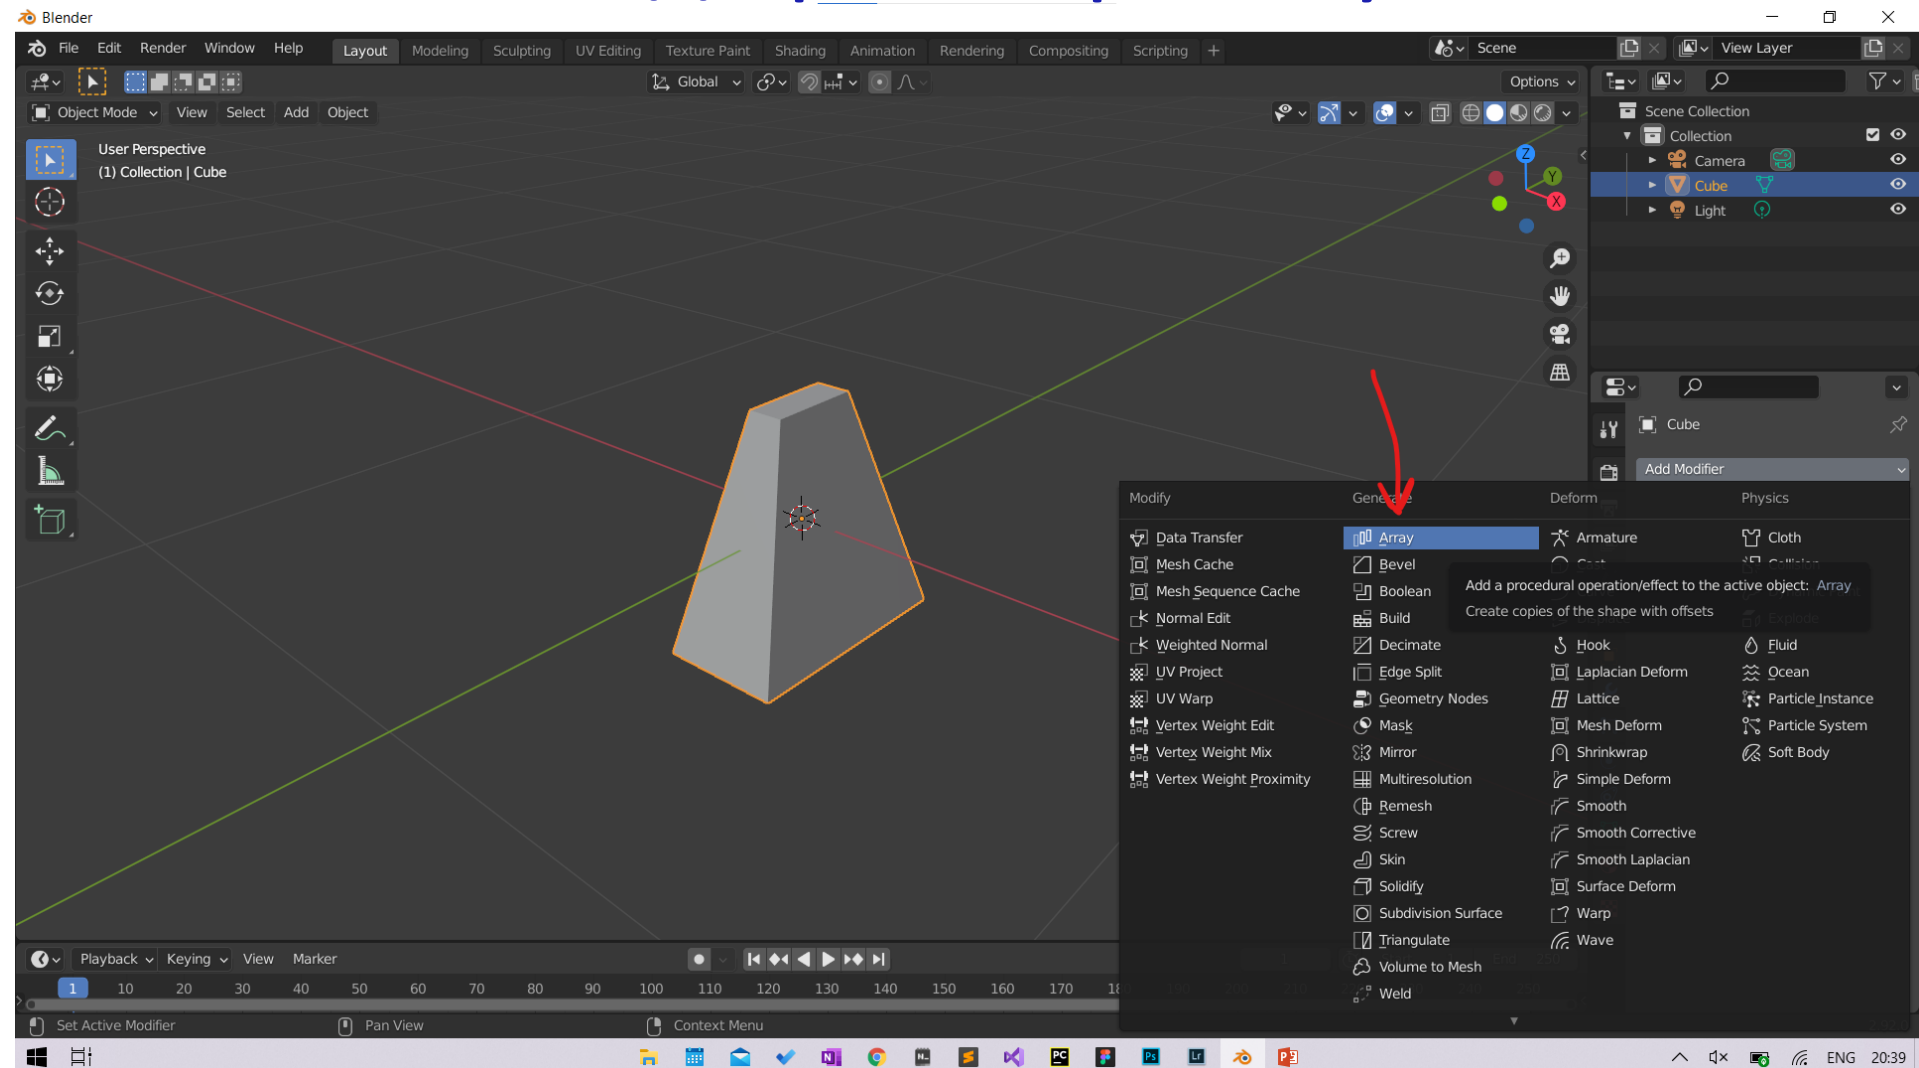 Blender
File Edit Render Window Help Layout Modeling Sculpting UV Editing Texture Paint Shading Animation Rendering Compositing Scripting + Scene View Layer
Global Options
Object Mode View Select Add Object
User Perspective
(1) Collection | Cube
Z
Y
X
Scene Collection
Collection
Camera
Cube
Light
Cube
Add Modifier
Modify
Data Transfer
Mesh Cache
Mesh Sequence Cache
Normal Edit
Weighted Normal
UV Project
UV Warp
Vertex Weight Edit
Vertex Weight Mix
Vertex Weight Proximity
Generate
Array
Bevel
Boolean
Build
Decimate
Edge Split
Geometry Nodes
Mask
Mirror
Multiresolution
Remesh
Screw
Skin
Solidify
Subdivision Surface
Triangulate
Volume to Mesh
Weld
Deform
Armature
Add a procedural operation/effect to the active object: Array
Create copies of the shape with offsets
Hook
Laplacian Deform
Lattice
Mesh Deform
Shrinkwrap
Simple Deform
Smooth
Smooth Corrective
Smooth Laplacian
Surface Deform
Warp
Wave
Physics
Cloth
Explode
Fluid
Ocean
Particle Instance
Particle System
Soft Body
Playback Keying View Marker
1 10 20 30 40 50 60 70 80 90 100 110 120 130 140 150 160 170
Set Active Modifier Pan View Context Menu
N PC Ps Lr P ENG 20:39